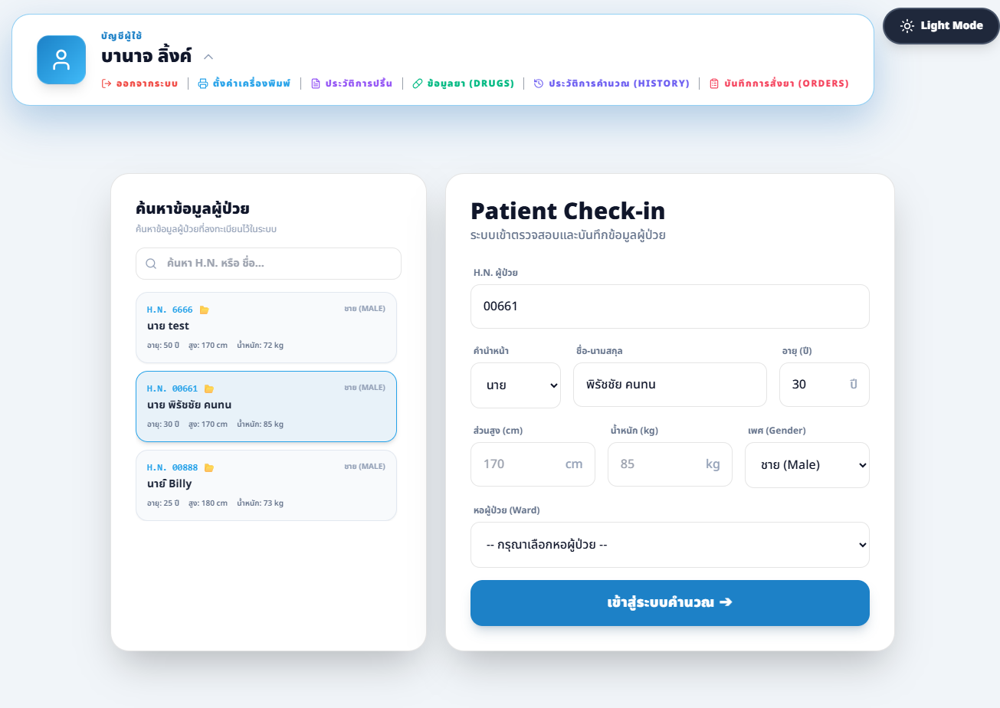 บัญชีผู้ใช้
บานาจ ลิ้งค์
ออกจากระบบ ตั้งค่าเครื่องพิมพ์ ประวัติการปริ้น ข้อมูลยา (DRUGS) ประวัติการคำนวณ (HISTORY) บันทึกการสั่งยา (ORDERS)
Light Mode
ค้นหาข้อมูลผู้ป่วย
ค้นหาข้อมูลผู้ป่วยที่ลงทะเบียนไว้ในระบบ
ค้นหา H.N. หรือ ชื่อ...
H.N. 6666 ชาย (MALE)
นาย test
อายุ: 50 ปี สูง: 170 cm น้ำหนัก: 72 kg
H.N. 00661 ชาย (MALE)
นาย พิรัชชัย คนทน
อายุ: 30 ปี สูง: 170 cm น้ำหนัก: 85 kg
H.N. 00888 ชาย (MALE)
Billy
อายุ: 25 ปี สูง: 180 cm น้ำหนัก: 73 kg
Patient Check-in
ระบบเข้าตรวจสอบและบันทึกข้อมูลผู้ป่วย
H.N. ผู้ป่วย
00661
คำนำหน้า ชื่อ-นามสกุล อายุ (ปี)
นาย พิรัชชัย คนทน 30 ปี
ส่วนสูง (cm) น้ำหนัก (kg) เพศ (Gender)
170 cm 85 kg ชาย (Male)
หอผู้ป่วย (Ward)
-- กรุณาเลือกหอผู้ป่วย --
เข้าสู่ระบบคำนวณ ➔